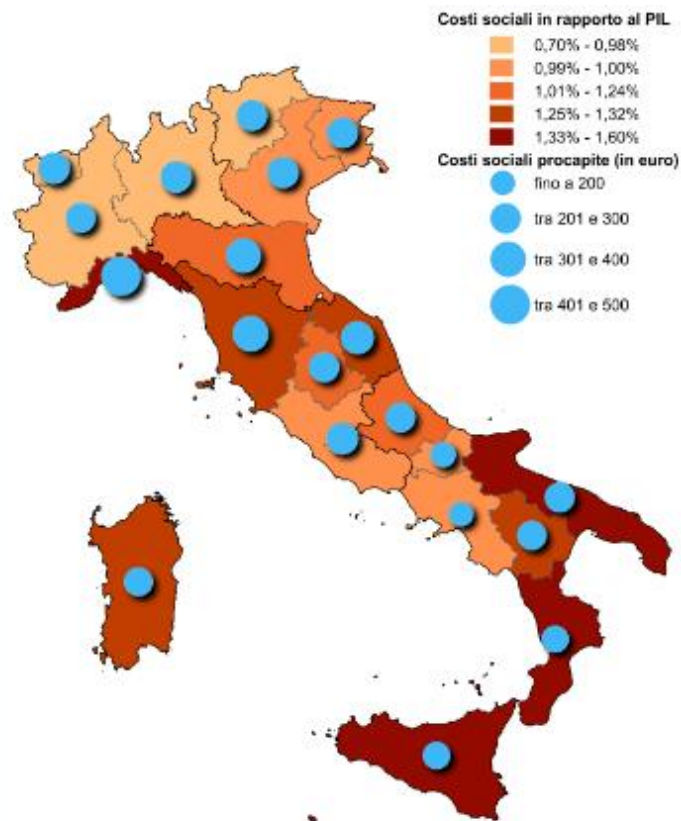 Costi sociali in rapporto al PIL
0,70% - 0,98%
0,99% - 1,00%
1,01% - 1,24%
1,25% - 1,32%
1,33% - 1,60%
Costi sociali procapite (in euro)
fino a 200
tra 201 e 300
tra 301 e 400
tra 401 e 500